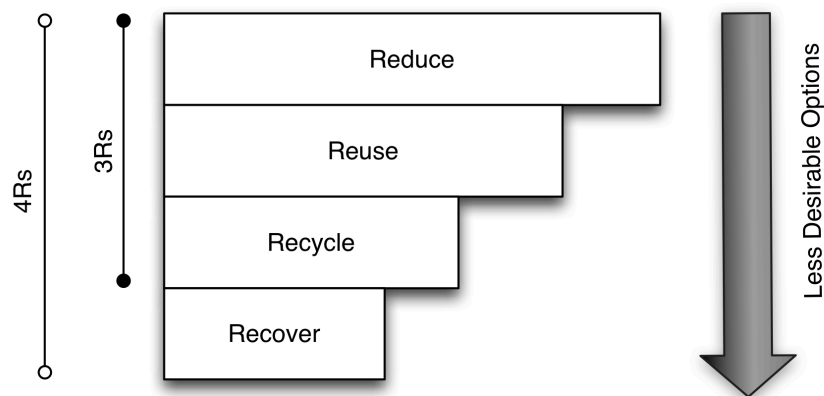 4Rs
3Rs
Reduce
Reuse
Recycle
Recover
Less Desirable Options